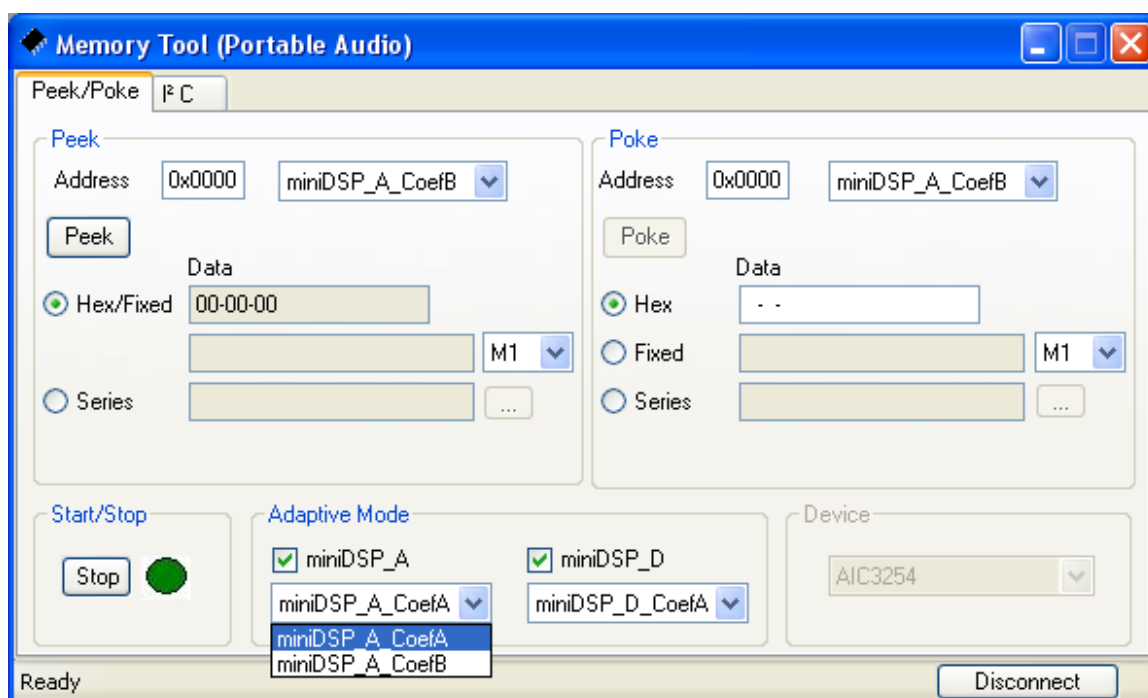 Memory Tool (Portable Audio)
Peek/Poke I² C
Peek
Address 0x0000 miniDSP_A_CoefB
Peek
Data
Hex/Fixed 00-00-00
M1
Series ...
Poke
Address 0x0000 miniDSP_A_CoefB
Poke
Data
Hex - -
Fixed M1
Series ...
Start/Stop
Stop
Adaptive Mode
miniDSP_A miniDSP_D
miniDSP_A_CoefA miniDSP_D_CoefA
miniDSP_A_CoefA
miniDSP_A_CoefB
Device
AIC3254
Ready Disconnect